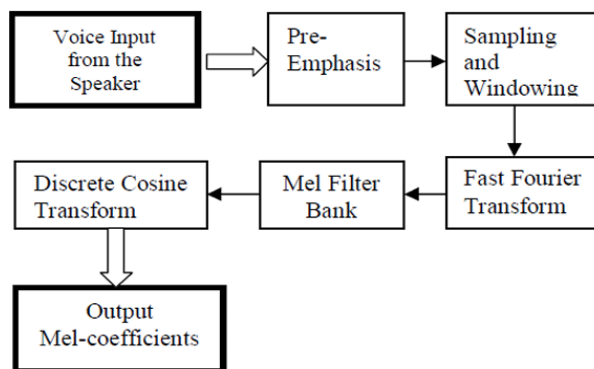 Voice Input
from the
Speaker
Pre-
Emphasis
Sampling
and
Windowing
Fast Fourier
Transform
Mel Filter
Bank
Discrete Cosine
Transform
Output
Mel-coefficients